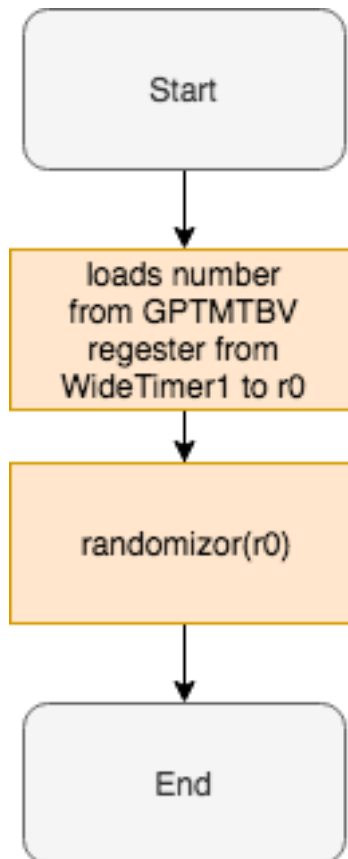 Start
loads number
from GPTMTBV
regester from
WideTimer1 to r0
randomizor(r0)
End